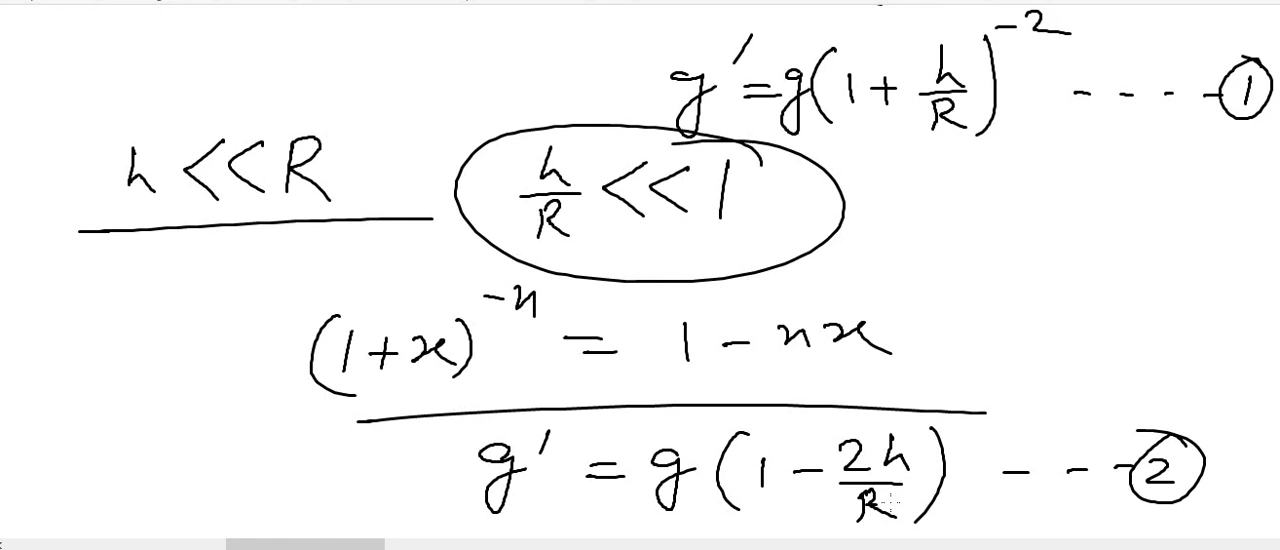 g' = g(1 + h/R)^-2 - - - - - ①
h << R h/R << 1
(1+x)^-n = 1 - nx
g' = g(1 - 2h/R) - - - ②